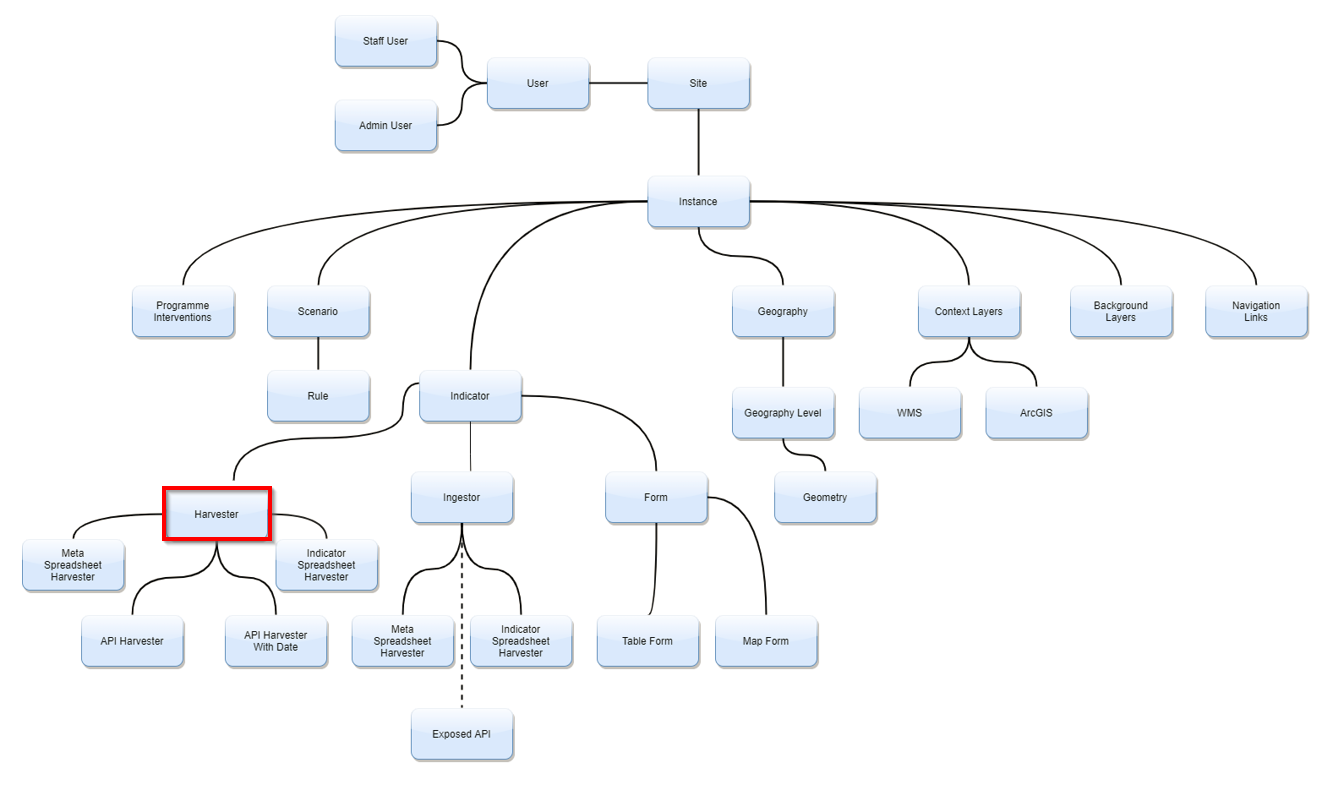 Staff User
User
Site
Admin User
Instance
Programme
Interventions
Scenario
Geography
Context Layers
Background
Layers
Navigation
Links
Rule
Indicator
Geography Level
WMS
ArcGIS
Harvester
Ingestor
Form
Geometry
Meta
Spreadsheet
Harvester
Indicator
Spreadsheet
Harvester
API Harvester
API Harvester
With Date
Meta
Spreadsheet
Harvester
Indicator
Spreadsheet
Harvester
Table Form
Map Form
Exposed API